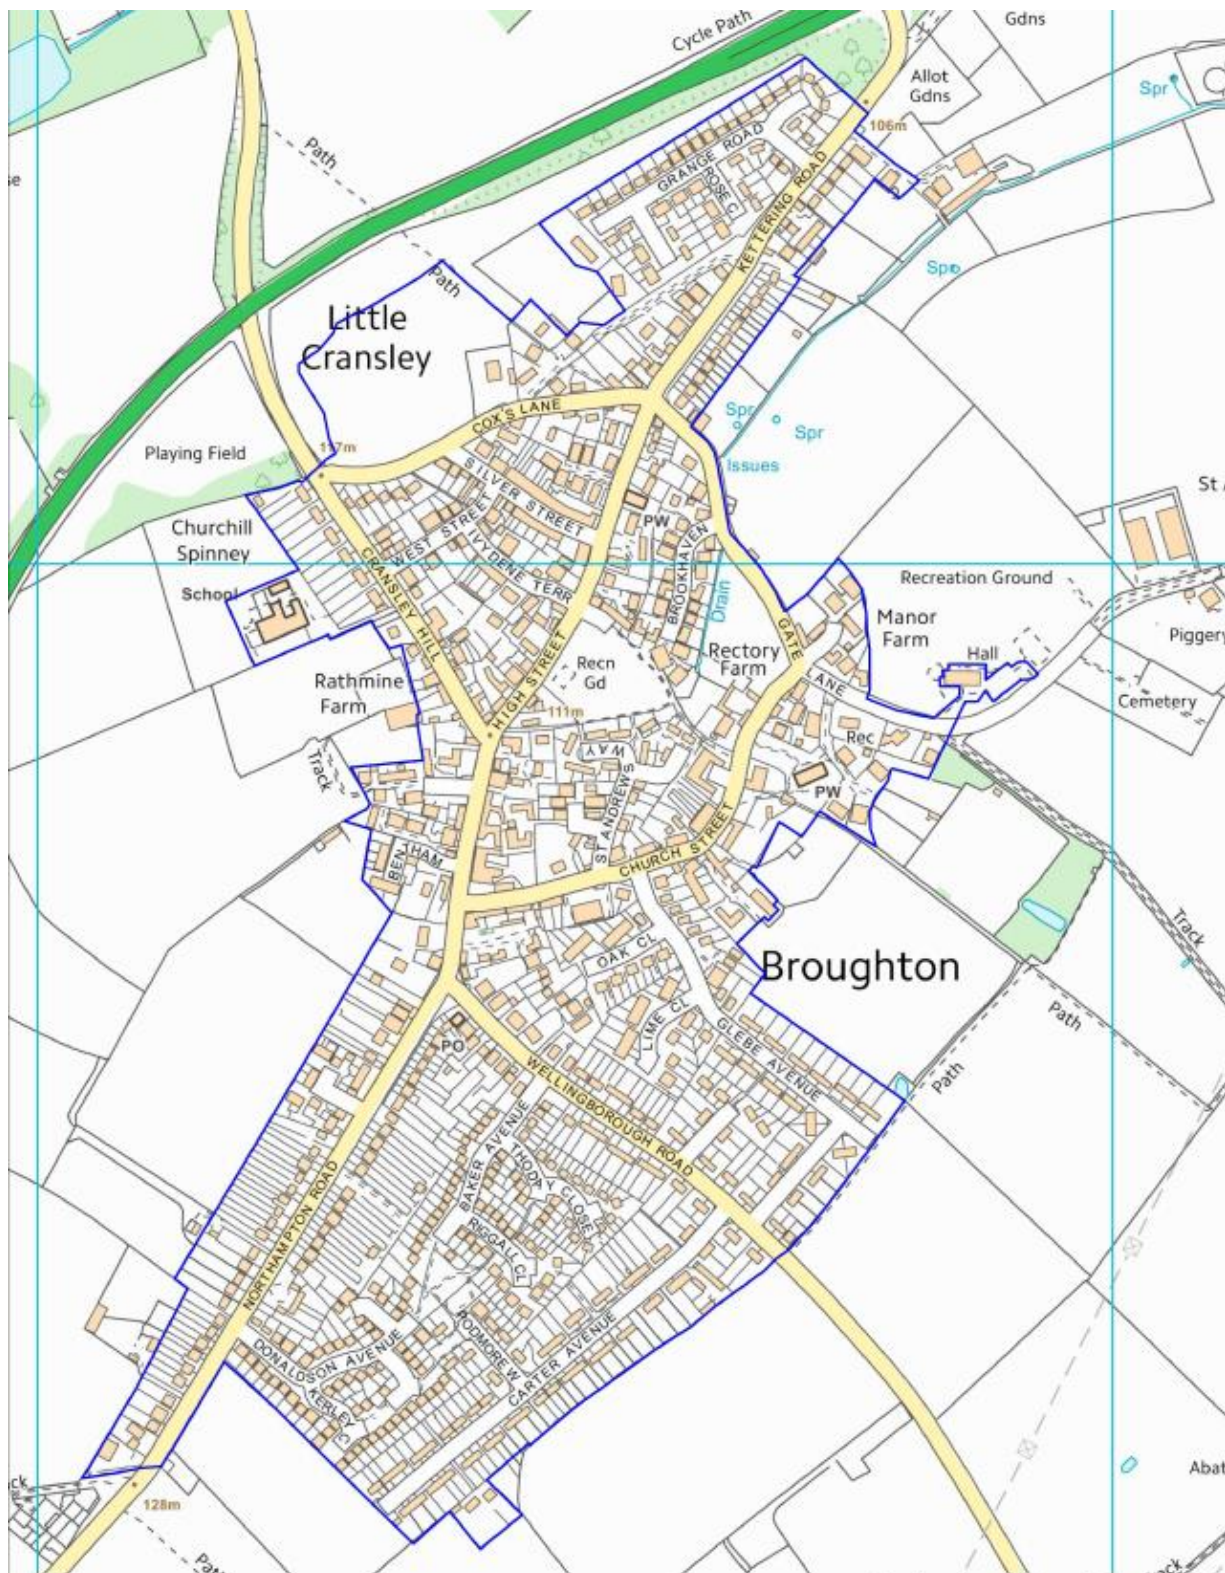 Cycle Path
Gdns
Allot
Gdns
Spr
106m
Path
GRANGE ROAD
ROSE C
KETTERING ROAD
Spr
Path
Little
Cransley
COX'S LANE
Spr
Spr
Issues
117m
Playing Field
SILVER STREET
WEST STREET
IVYDENE TERR
PW
BROOKHAVEN
Churchill
Spinney
School
CRANSLEY HILL
HIGH STREET
Drain
GATE
LANE
Recreation Ground
Manor
Farm
Hall
Piggery
Cemetery
Rectory
Farm
Recn
Gd
111m
Rathmine
Farm
Track
Rec
PW
WAY
ST ANDREWS
CHURCH STREET
BEN
THAM
OAK CL
LIME CL
Broughton
Track
Path
Path
GLEBE AVENUE
PO
WELLINGBOROUGH ROAD
BAKER AVENUE
CLOSE
RIGGALL CL
NORTHAMPTON ROAD
DONALDSON AVENUE
KERLEY
PODMORE W
CARTER AVENUE
128m